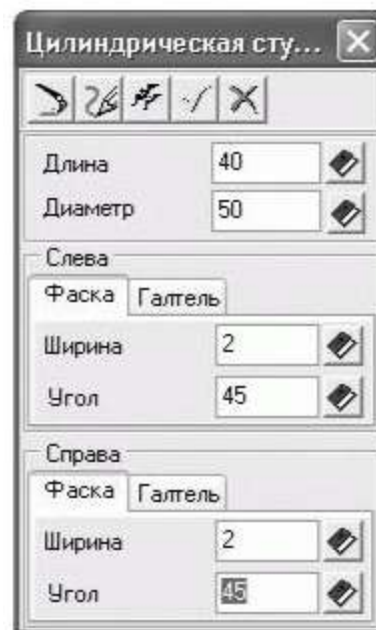 Цилиндрическая сту...
Длина 40
Диаметр 50
Слева
Фаска Галтель
Ширина 2
Угол 45
Справа
Фаска Галтель
Ширина 2
Угол 45